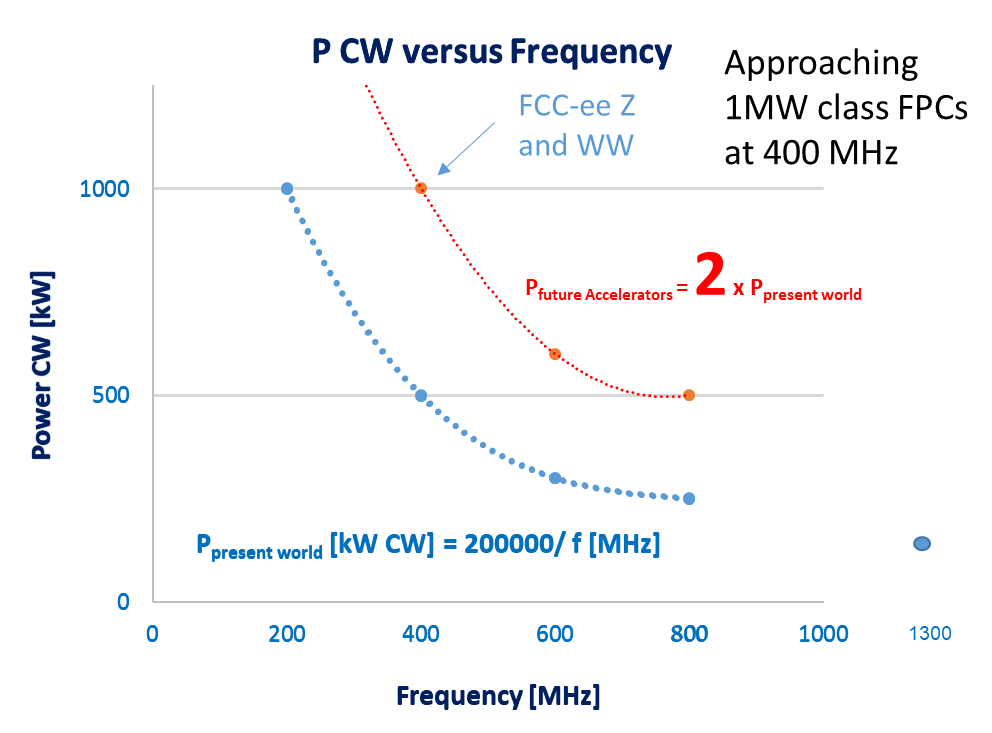 P CW versus Frequency
Approaching
1MW class FPCs
at 400 MHz
FCC-ee Z
and WW
1000
500
0
Power CW [kW]
Pfuture Accelerators = 2 x Ppresent world
Ppresent world [kW CW] = 200000/ f [MHz]
0 200 400 600 800 1000 1300
Frequency [MHz]